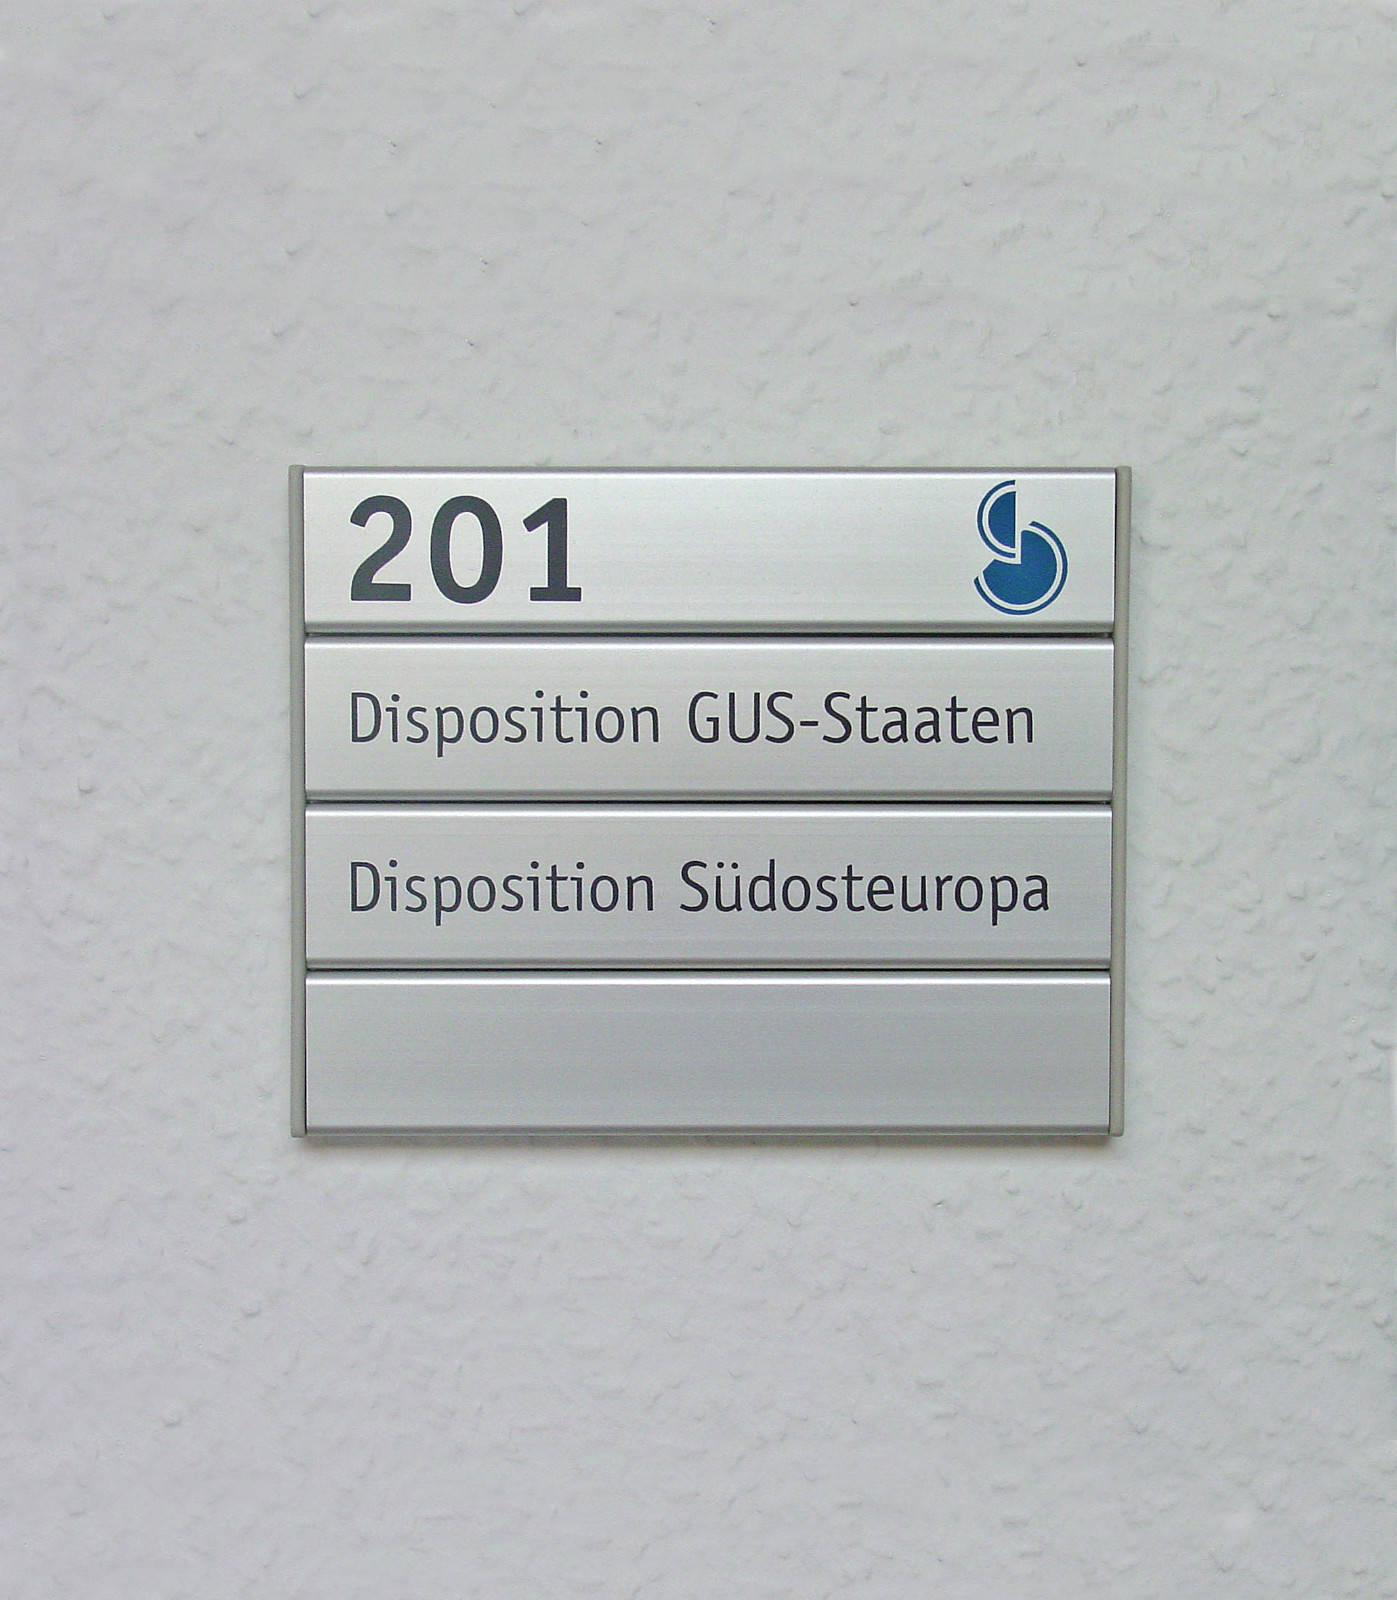 201
Disposition GUS-Staaten
Disposition Südosteuropa